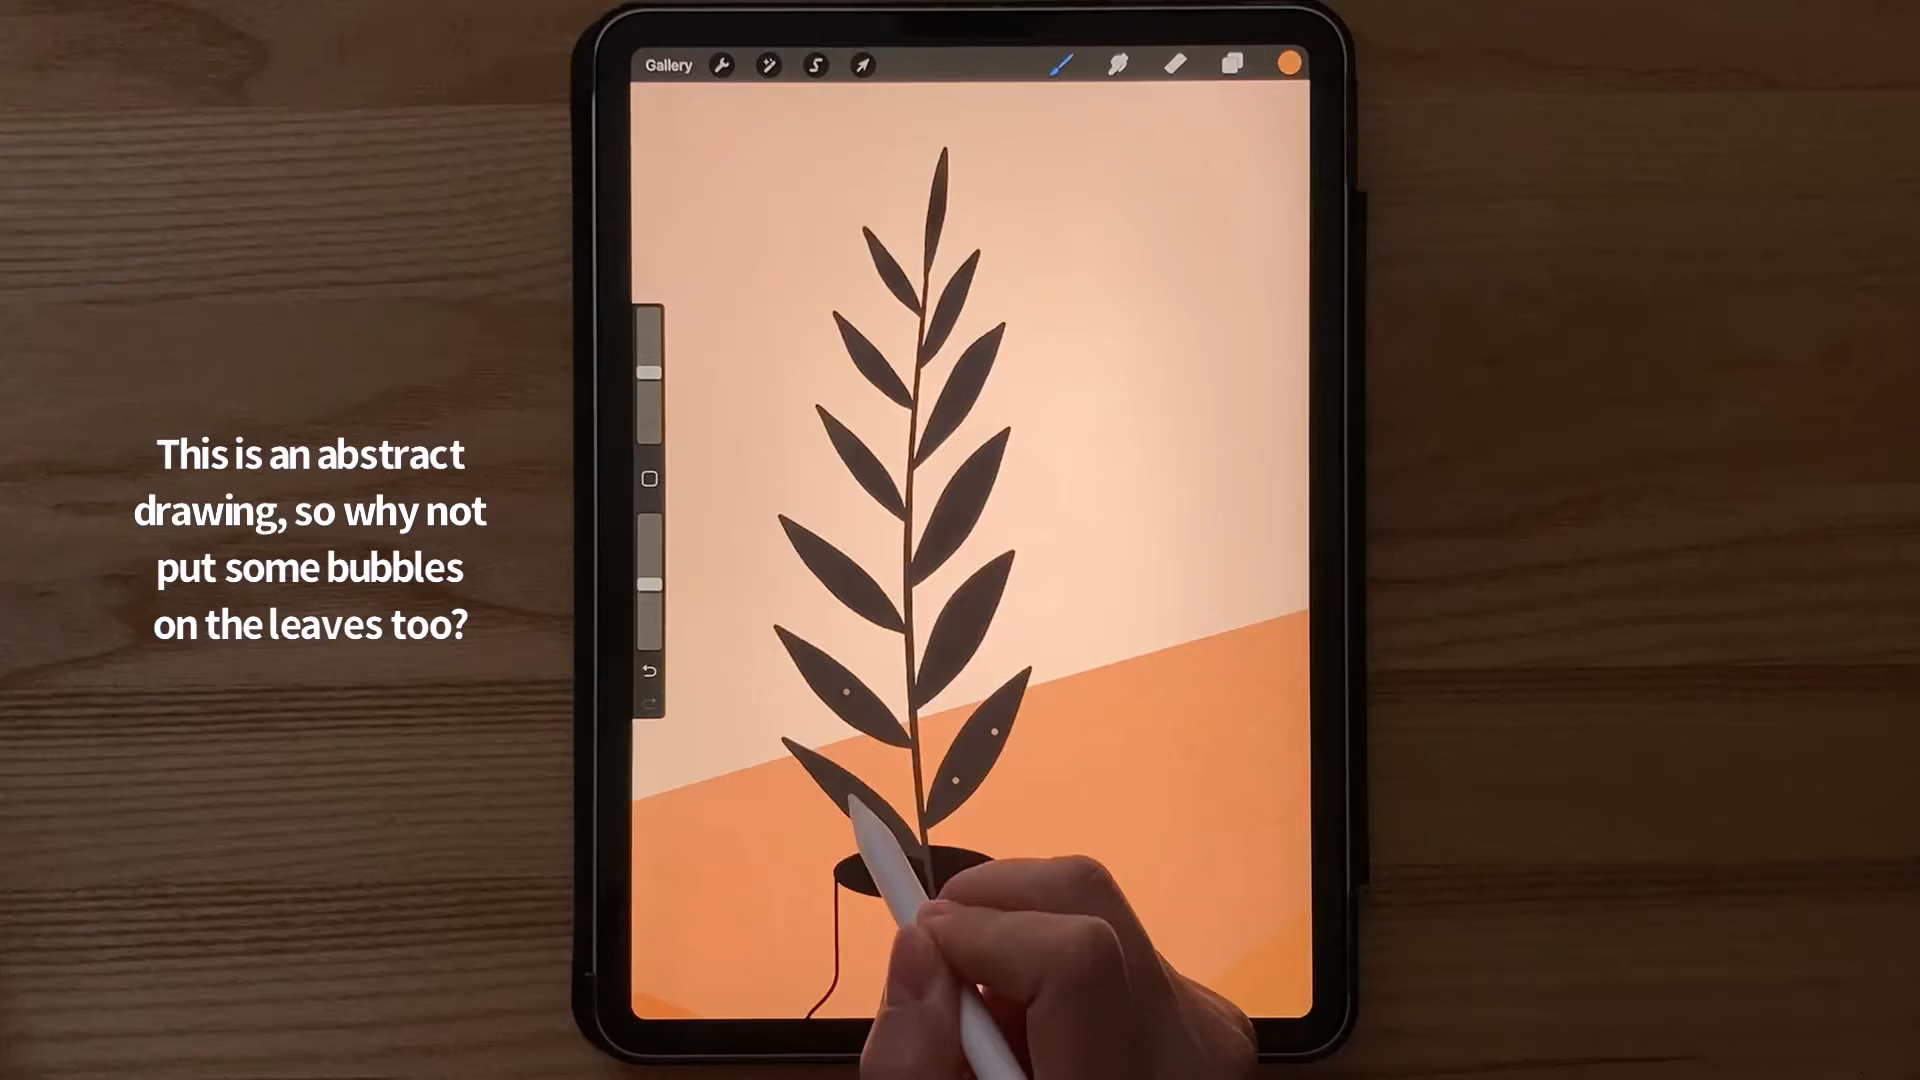 Gallery
This is an abstract
drawing, so why not
put some bubbles
on the leaves too?